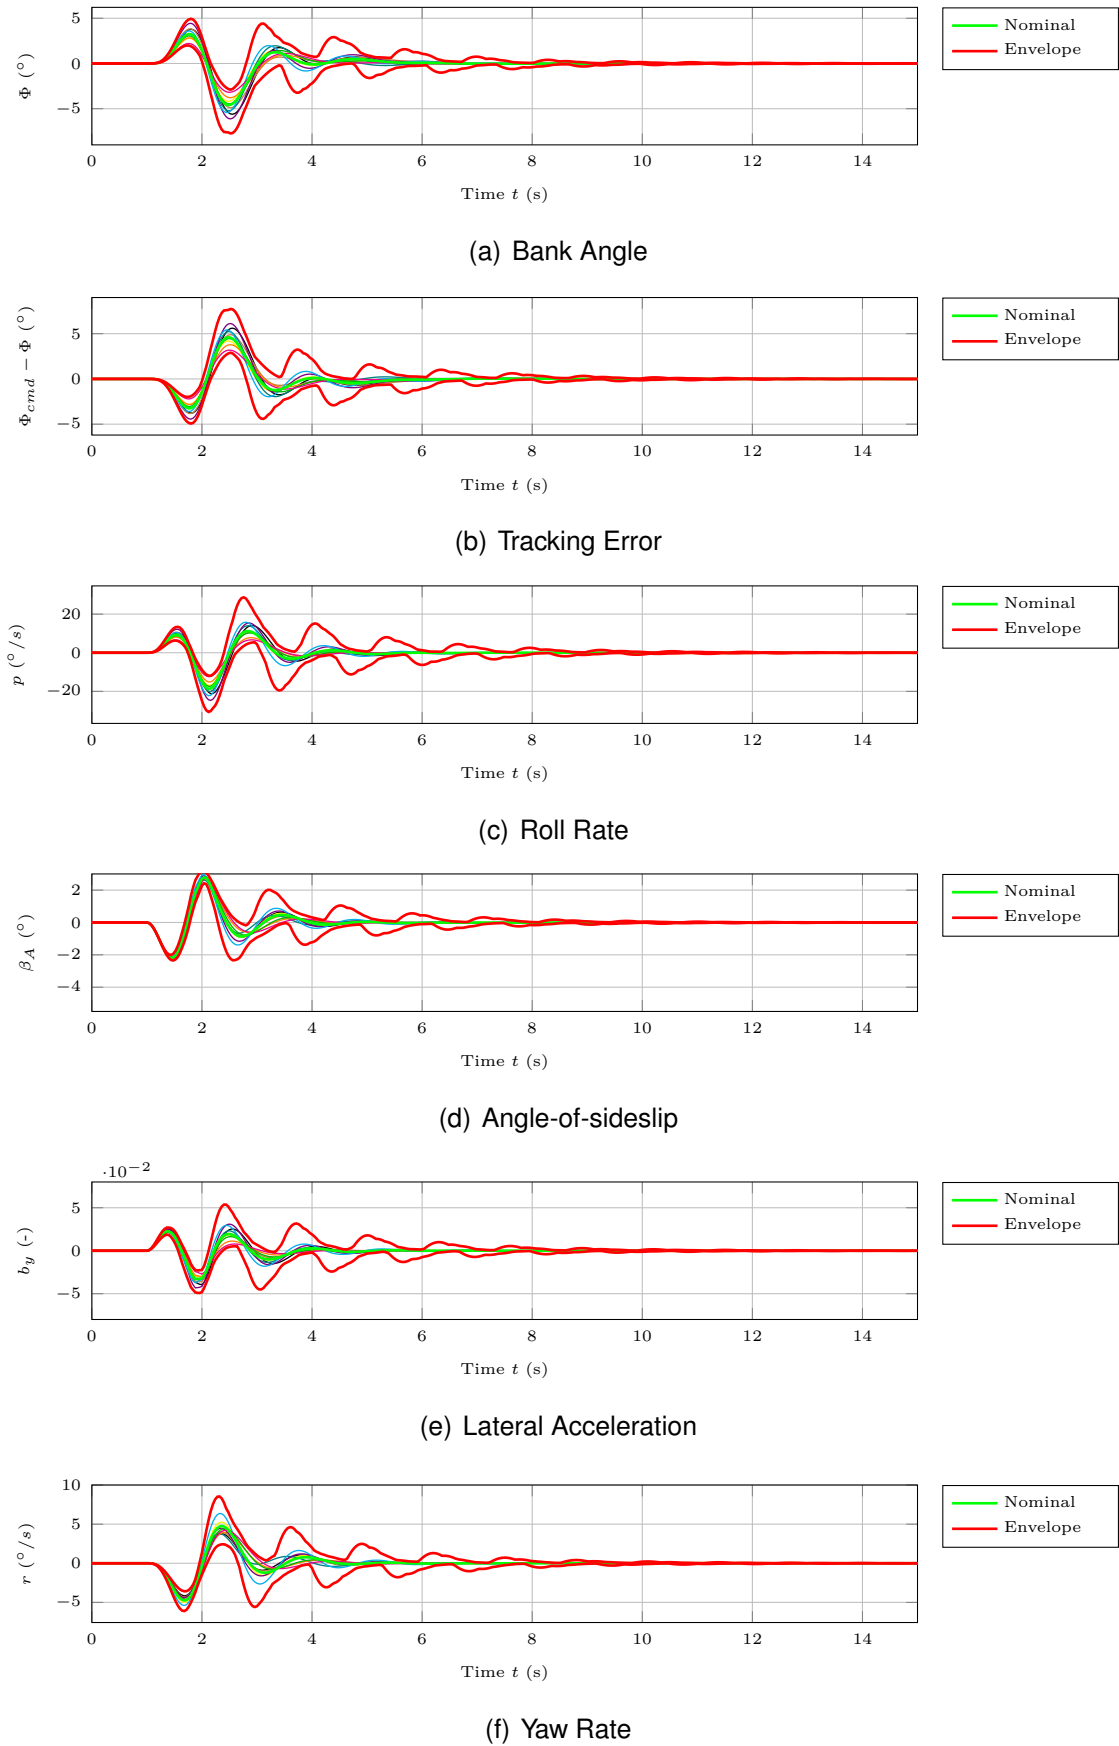 5
0
−5
Φ (°)
Nominal
Envelope
0 2 4 6 8 10 12 14
Time t (s)
(a) Bank Angle
5
0
−5
Φcmd − Φ (°)
Nominal
Envelope
0 2 4 6 8 10 12 14
Time t (s)
(b) Tracking Error
20
0
−20
p (°/s)
Nominal
Envelope
0 2 4 6 8 10 12 14
Time t (s)
(c) Roll Rate
2
0
−2
−4
βA (°)
Nominal
Envelope
0 2 4 6 8 10 12 14
Time t (s)
(d) Angle-of-sideslip
·10−2
5
0
−5
by (-)
Nominal
Envelope
0 2 4 6 8 10 12 14
Time t (s)
(e) Lateral Acceleration
10
5
0
−5
r (°/s)
Nominal
Envelope
0 2 4 6 8 10 12 14
Time t (s)
(f) Yaw Rate